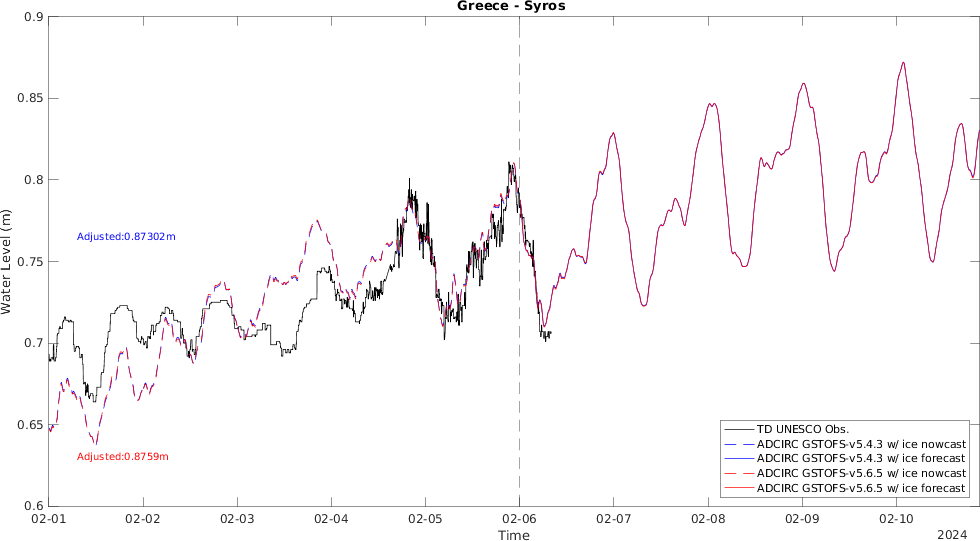 Greece - Syros
0.9
0.85
0.8
0.75
0.7
0.65
0.6
Water Level (m)
Adjusted:0.87302m
Adjusted:0.8759m
TD UNESCO Obs.
ADCIRC GSTOFS-v5.4.3 w/ ice nowcast
ADCIRC GSTOFS-v5.4.3 w/ ice forecast
ADCIRC GSTOFS-v5.6.5 w/ ice nowcast
ADCIRC GSTOFS-v5.6.5 w/ ice forecast
02-01 02-02 02-03 02-04 02-05 02-06 02-07 02-08 02-09 02-10
Time
2024